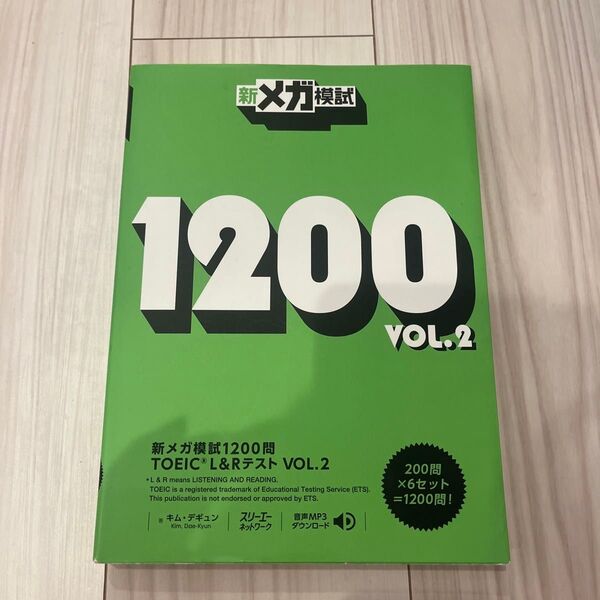 新メガ模試
1200
VOL.2
新メガ模試1200問
TOEIC® L&Rテスト VOL.2
*L & R means LISTENING AND READING.
TOEIC is a registered trademark of Educational Testing Service (ETS).
This publication is not endorsed or approved by ETS.
200問
×6セット
=1200問!
著 キム・デギュン
Kim, Dae-Kyun
スリーエー
ネットワーク
音声MP3
ダウンロード